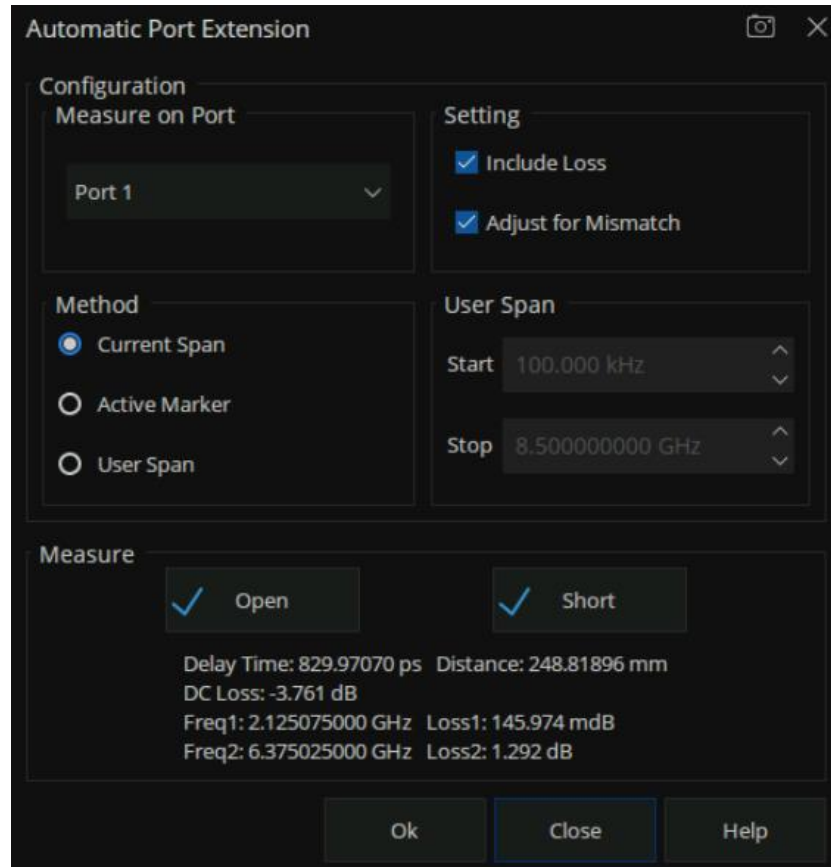 Automatic Port Extension
Configuration
Measure on Port
Port 1
Setting
Include Loss
Adjust for Mismatch
Method
Current Span
Active Marker
User Span
User Span
Start 100.000 kHz
Stop 8.500000000 GHz
Measure
Open
Short
Delay Time: 829.97070 ps Distance: 248.81896 mm
DC Loss: -3.761 dB
Freq1: 2.125075000 GHz Loss1: 145.974 mdB
Freq2: 6.375025000 GHz Loss2: 1.292 dB
Ok
Close
Help